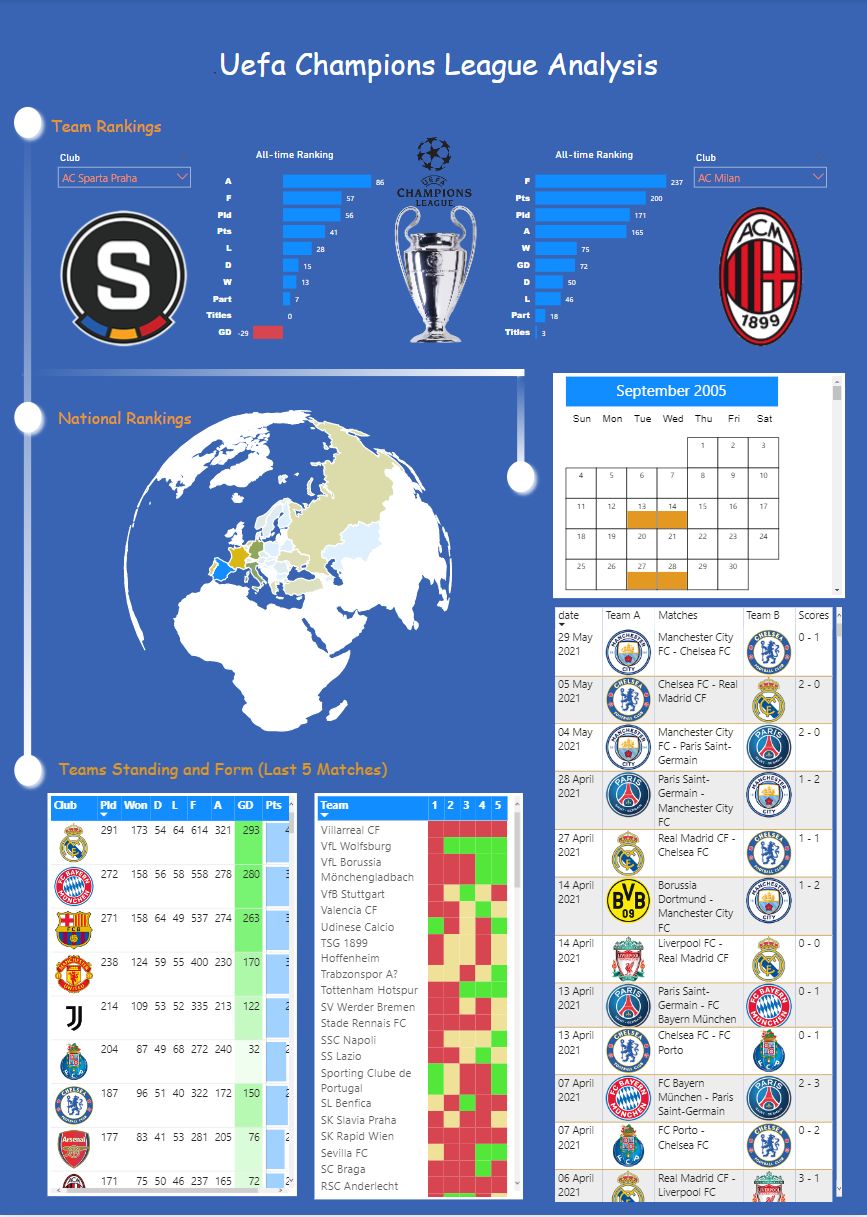 Uefa Champions League Analysis
Team Rankings
Club
AC Sparta Praha
All-time Ranking
A 86
F 57
Pld 56
Pts 41
L 28
D 15
W 13
Part 7
Titles 0
GD -29
S
UEFA
CHAMPIONS
LEAGUE
All-time Ranking
F 237
Pts 200
Pld 171
A 165
W 75
GD 72
D 50
L 46
Part 18
Titles 3
Club
AC Milan
ACM
1899
National Rankings
September 2005
Sun Mon Tue Wed Thu Fri Sat
1 2 3
4 5 6 7 8 9 10
11 12 13 14 15 16 17
18 19 20 21 22 23 24
25 26 27 28 29 30
date Team A Matches Team B Scores
29 May Manchester City 0 - 1
2021 FC - Chelsea FC
05 May Chelsea FC - Real 2 - 0
2021 Madrid CF
04 May Manchester City 2 - 0
2021 FC - Paris Saint-
Germain
28 April Paris Saint- 1 - 2
2021 Germain -
Manchester City
FC
27 April Real Madrid CF - 1 - 1
2021 Chelsea FC
14 April Borussia 1 - 2
2021 Dortmund -
Manchester City
FC
14 April Liverpool FC - 0 - 0
2021 Real Madrid CF
13 April Paris Saint- 0 - 1
2021 Germain - FC
Bayern München
13 April Chelsea FC - FC 0 - 1
2021 Porto
07 April FC Bayern 2 - 3
2021 München - Paris
Saint-Germain
07 April FC Porto - 0 - 2
2021 Chelsea FC
06 April Real Madrid CF - 3 - 1
2021 Liverpool FC
Teams Standing and Form (Last 5 Matches)
Club Pld Won D L F A GD Pts
291 173 54 64 614 321 293
272 158 56 58 558 278 280
271 158 64 49 537 274 263
238 124 59 55 400 230 170
214 109 53 52 335 213 122
204 87 49 68 272 240 32
187 96 51 40 322 172 150
177 83 41 53 281 205 76
171 75 50 46 237 165 72
Team 1 2 3 4 5
Villarreal CF
VfL Wolfsburg
VfL Borussia
Mönchengladbach
VfB Stuttgart
Valencia CF
Udinese Calcio
TSG 1899
Hoffenheim
Trabzonspor A?
Tottenham Hotspur
SV Werder Bremen
Stade Rennais FC
SSC Napoli
SS Lazio
Sporting Clube de
Portugal
SL Benfica
SK Slavia Praha
SK Rapid Wien
Sevilla FC
SC Braga
RSC Anderlecht